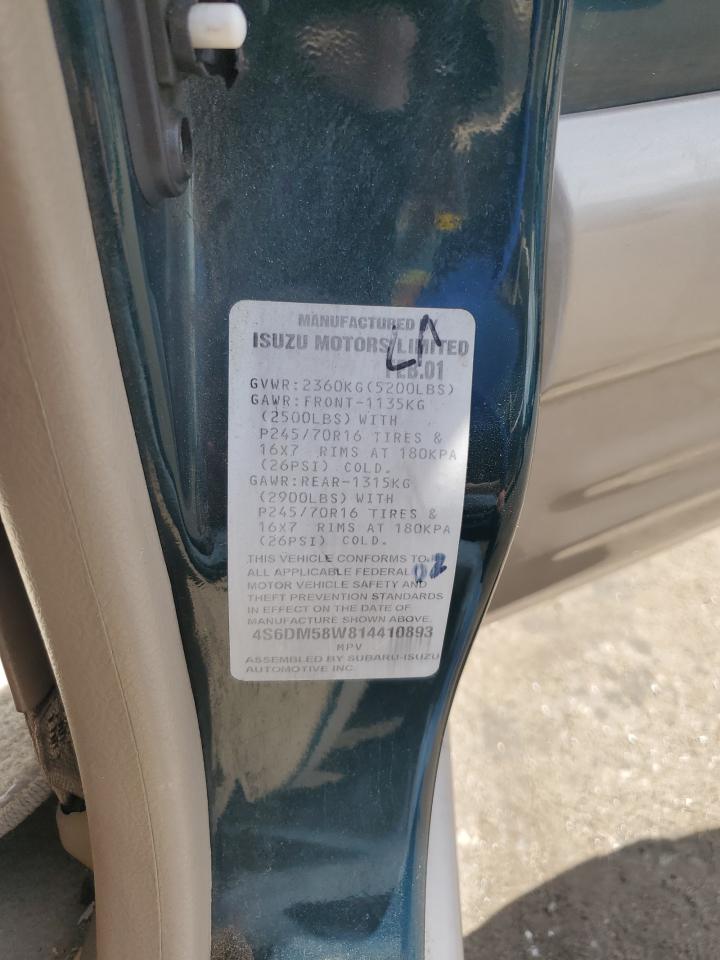 MANUFACTURED BY
ISUZU MOTORS LIMITED
FEB.01
GVWR:2360KG(5200LBS)
GAWR:FRONT-1135KG
(2500LBS) WITH
P245/70R16 TIRES &
16X7 RIMS AT 180KPA
(26PSI) COLD.
GAWR:REAR-1315KG
(2900LBS) WITH
P245/70R16 TIRES &
16X7 RIMS AT 180KPA
(26PSI) COLD.
THIS VEHICLE CONFORMS TO
ALL APPLICABLE FEDERAL
MOTOR VEHICLE SAFETY AND
THEFT PREVENTION STANDARDS
IN EFFECT ON THE DATE OF
MANUFACTURE SHOWN ABOVE.
4S6DM58W814410893
MPV
ASSEMBLED BY SUBARU-ISUZU
AUTOMOTIVE INC.